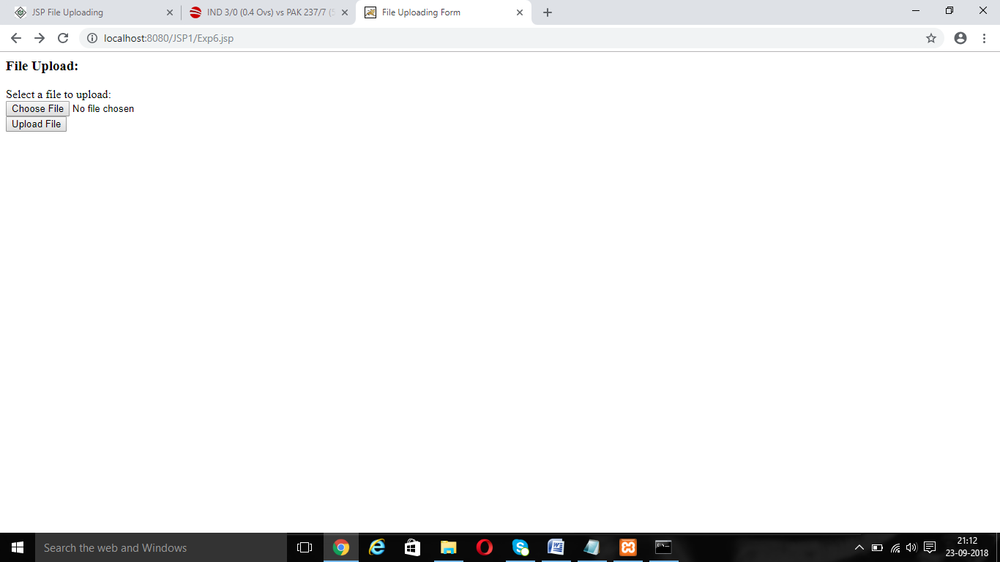 JSP File Uploading
IND 3/0 (0.4 Ovs) vs PAK 237/7 (
File Uploading Form
localhost:8080/JSP1/Exp6.jsp
File Upload:
Select a file to upload:
Choose File No file chosen
Upload File
Search the web and Windows
21:12
23-09-2018